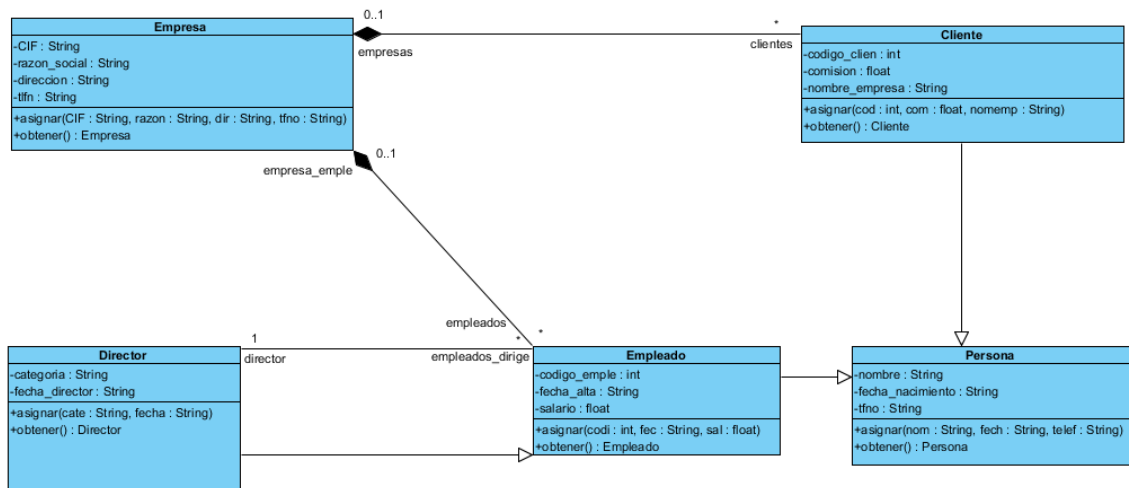 Empresa
-CIF : String
-razon_social : String
-direccion : String
-tlfn : String
+asignar(CIF : String, razon : String, dir : String, tfno : String)
+obtener() : Empresa
0..1
empresas
*
clientes
Cliente
-codigo_clien : int
-comision : float
-nombre_empresa : String
+asignar(cod : int, com : float, nomemp : String)
+obtener() : Cliente
0..1
empresa_emple
empleados
*
Director
-categoria : String
-fecha_director : String
+asignar(cate : String, fecha : String)
+obtener() : Director
1
director
*
empleados_dirige
Empleado
-codigo_emple : int
-fecha_alta : String
-salario : float
+asignar(codi : int, fec : String, sal : float)
+obtener() : Empleado
Persona
-nombre : String
-fecha_nacimiento : String
-tfno : String
+asignar(nom : String, fech : String, telef : String)
+obtener() : Persona